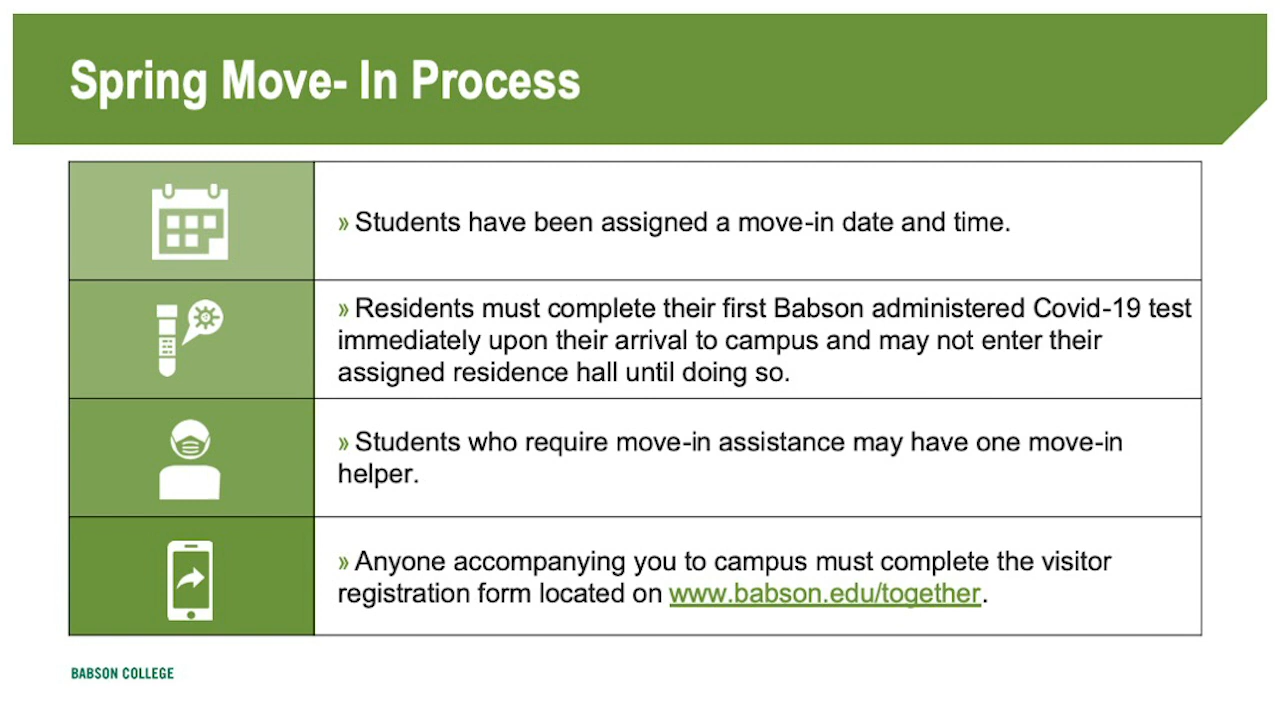 Spring Move- In Process
» Students have been assigned a move-in date and time.
» Residents must complete their first Babson administered Covid-19 test
immediately upon their arrival to campus and may not enter their
assigned residence hall until doing so.
» Students who require move-in assistance may have one move-in
helper.
» Anyone accompanying you to campus must complete the visitor
registration form located on www.babson.edu/together.
BABSON COLLEGE